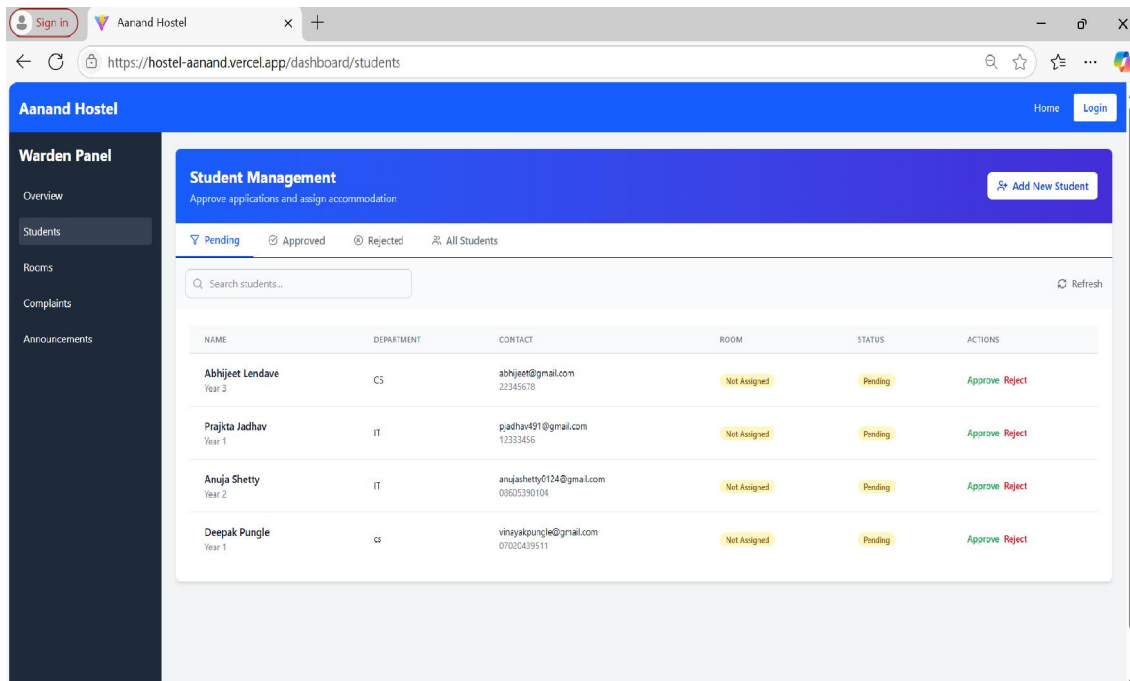 Sign in
Aanand Hostel
https://hostel-aanand.vercel.app/dashboard/students
Aanand Hostel
Home
Login
Warden Panel
Overview
Students
Rooms
Complaints
Announcements
Student Management
Approve applications and assign accommodation
Add New Student
Pending Approved Rejected All Students
Search students...
Refresh
NAME DEPARTMENT CONTACT ROOM STATUS ACTIONS
Abhijeet Lendave CS abhijeet@gmail.com Not Assigned Pending Approve Reject
Year 3 22345678
Prajkta Jadhav IT pjadhav491@gmail.com Not Assigned Pending Approve Reject
Year 1 12333456
Anuja Shetty IT anujashetty0124@gmail.com Not Assigned Pending Approve Reject
Year 2 08605390104
Deepak Pungle cs vinayakpungle@gmail.com Not Assigned Pending Approve Reject
Year 1 07020439511